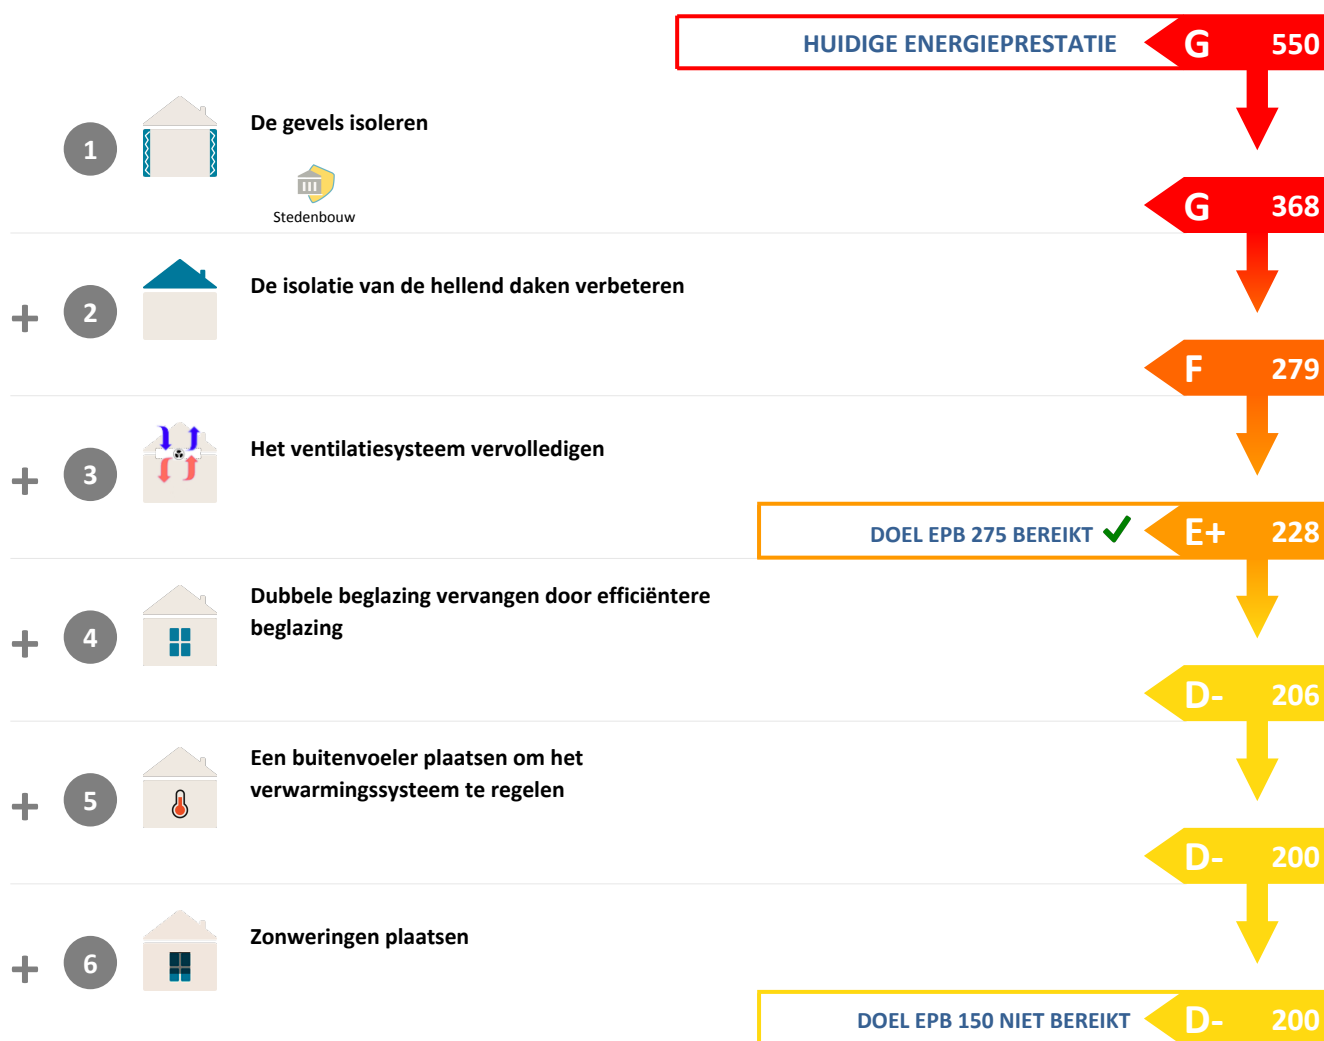 HUIDIGE ENERGIEPRESTATIE G 550
1 De gevels isoleren
Stedenbouw
G 368
+ 2 De isolatie van de hellend daken verbeteren
F 279
+ 3 Het ventilatiesysteem vervolledigen
DOEL EPB 275 BEREIKT ✓ E+ 228
+ 4 Dubbele beglazing vervangen door efficiëntere
beglazing
D- 206
+ 5 Een buitenvoeler plaatsen om het
verwarmingssysteem te regelen
D- 200
+ 6 Zonweringen plaatsen
DOEL EPB 150 NIET BEREIKT D- 200